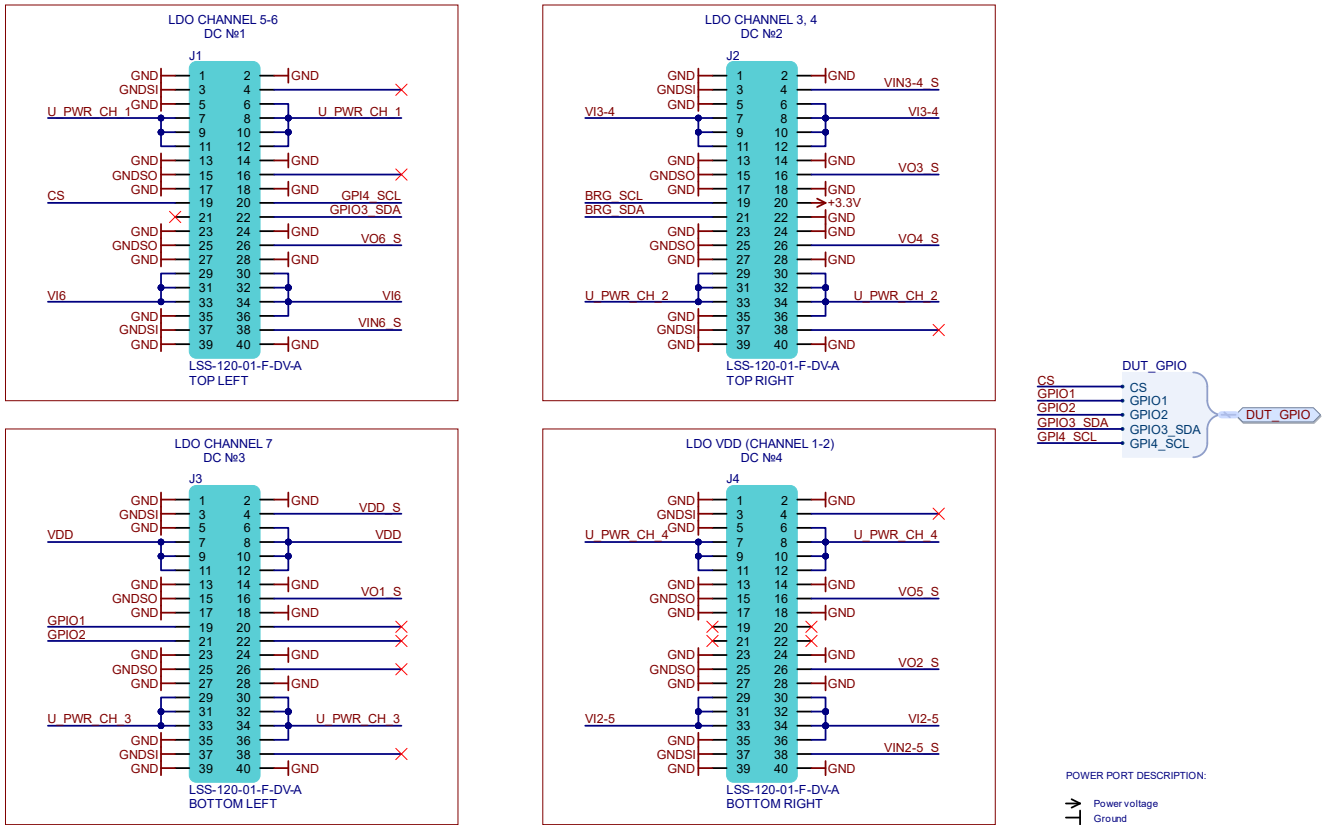 LDO CHANNEL 5-6
DC №1
J1
GND 1 2 GND
GNDSI 3 4
GND 5 6
U_PWR_CH_1 7 8 U_PWR_CH_1
9 10
11 12
GND 13 14 GND
GNDSO 15 16
GND 17 18 GND
CS 19 20 GPI4_SCL
21 22 GPIO3_SDA
GND 23 24 GND
GNDSO 25 26 VO6_S
GND 27 28 GND
29 30
31 32
VI6 33 34 VI6
GND 35 36
GNDSI 37 38 VIN6_S
GND 39 40 GND
LSS-120-01-F-DV-A
TOP LEFT
LDO CHANNEL 3, 4
DC №2
J2
GND 1 2 GND
GNDSI 3 4 VIN3-4_S
GND 5 6
VI3-4 7 8 VI3-4
9 10
11 12
GND 13 14 GND
GNDSO 15 16 VO3_S
GND 17 18 GND
BRG_SCL 19 20 +3.3V
BRG_SDA 21 22 GND
GND 23 24 GND
GNDSO 25 26 VO4_S
GND 27 28 GND
29 30
31 32
U_PWR_CH_2 33 34 U_PWR_CH_2
GND 35 36
GNDSI 37 38
GND 39 40 GND
LSS-120-01-F-DV-A
TOP RIGHT
DUT_GPIO
CS CS
GPIO1 GPIO1
GPIO2 GPIO2 DUT_GPIO
GPIO3_SDA GPIO3_SDA
GPI4_SCL GPI4_SCL
LDO CHANNEL 7
DC №3
J3
GND 1 2 GND
GNDSI 3 4 VDD_S
GND 5 6
VDD 7 8 VDD
9 10
11 12
GND 13 14 GND
GNDSO 15 16 VO1_S
GND 17 18 GND
GPIO1 19 20
GPIO2 21 22
GND 23 24 GND
GNDSO 25 26
GND 27 28 GND
29 30
31 32
U_PWR_CH_3 33 34 U_PWR_CH_3
GND 35 36
GNDSI 37 38
GND 39 40 GND
LSS-120-01-F-DV-A
BOTTOM LEFT
LDO VDD (CHANNEL 1-2)
DC №4
J4
GND 1 2 GND
GNDSI 3 4
GND 5 6
U_PWR_CH_4 7 8 U_PWR_CH_4
9 10
11 12
GND 13 14 GND
GNDSO 15 16 VO5_S
GND 17 18 GND
19 20
21 22
GND 23 24 GND
GNDSO 25 26 VO2_S
GND 27 28 GND
29 30
31 32
VI2-5 33 34 VI2-5
GND 35 36
GNDSI 37 38 VIN2-5_S
GND 39 40 GND
LSS-120-01-F-DV-A
BOTTOM RIGHT
POWER PORT DESCRIPTION:
Power voltage
Ground